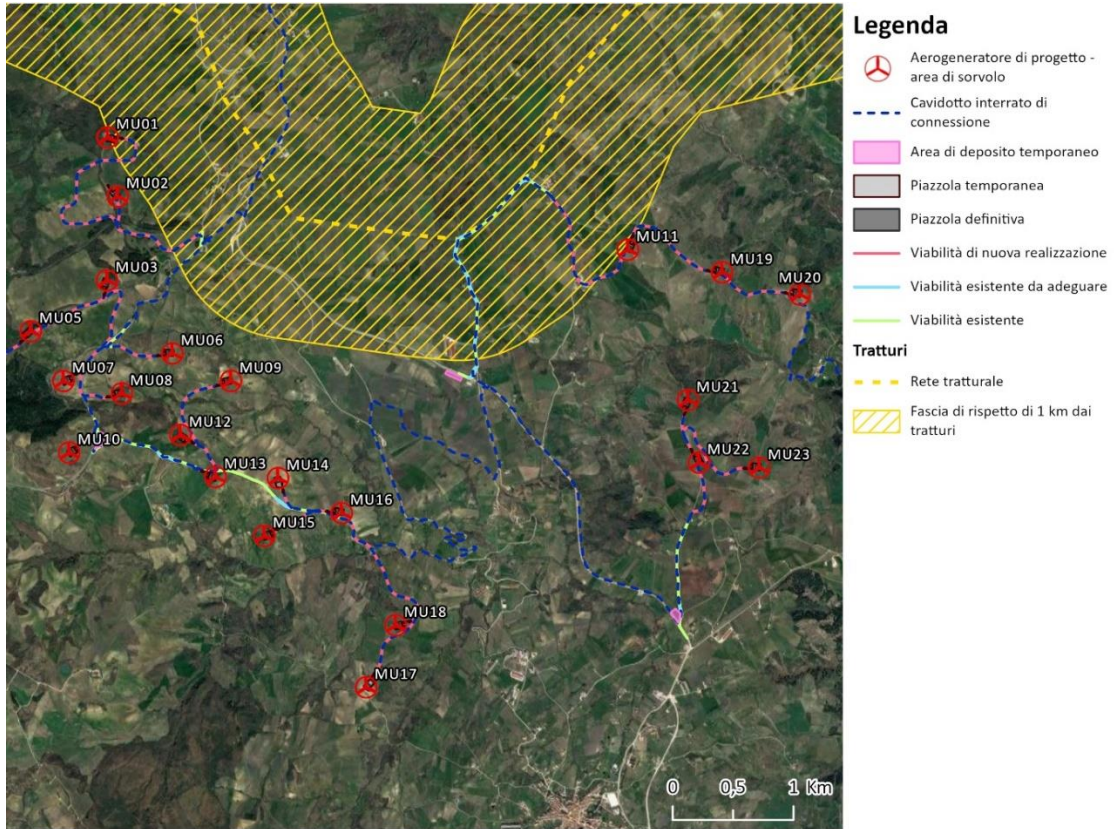 MU01
MU02
MU03
MU05
MU06
MU07
MU08
MU09
MU10
MU11
MU12
MU13
MU14
MU15
MU16
MU17
MU18
MU19
MU20
MU21
MU22
MU23
0 0,5 1 Km
Legenda
Aerogeneratore di progetto -
area di sorvolo
Cavidotto interrato di
connessione
Area di deposito temporaneo
Piazzola temporanea
Piazzola definitiva
Viabilità di nuova realizzazione
Viabilità esistente da adeguare
Viabilità esistente
Tratturi
Rete tratturale
Fascia di rispetto di 1 km dai
tratturi